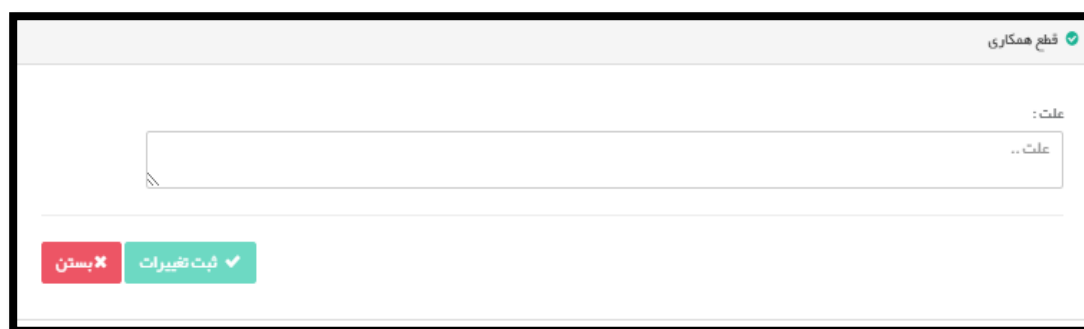 قطع همکاری
علت :
علت ..
ثبت تغییرات
بستن